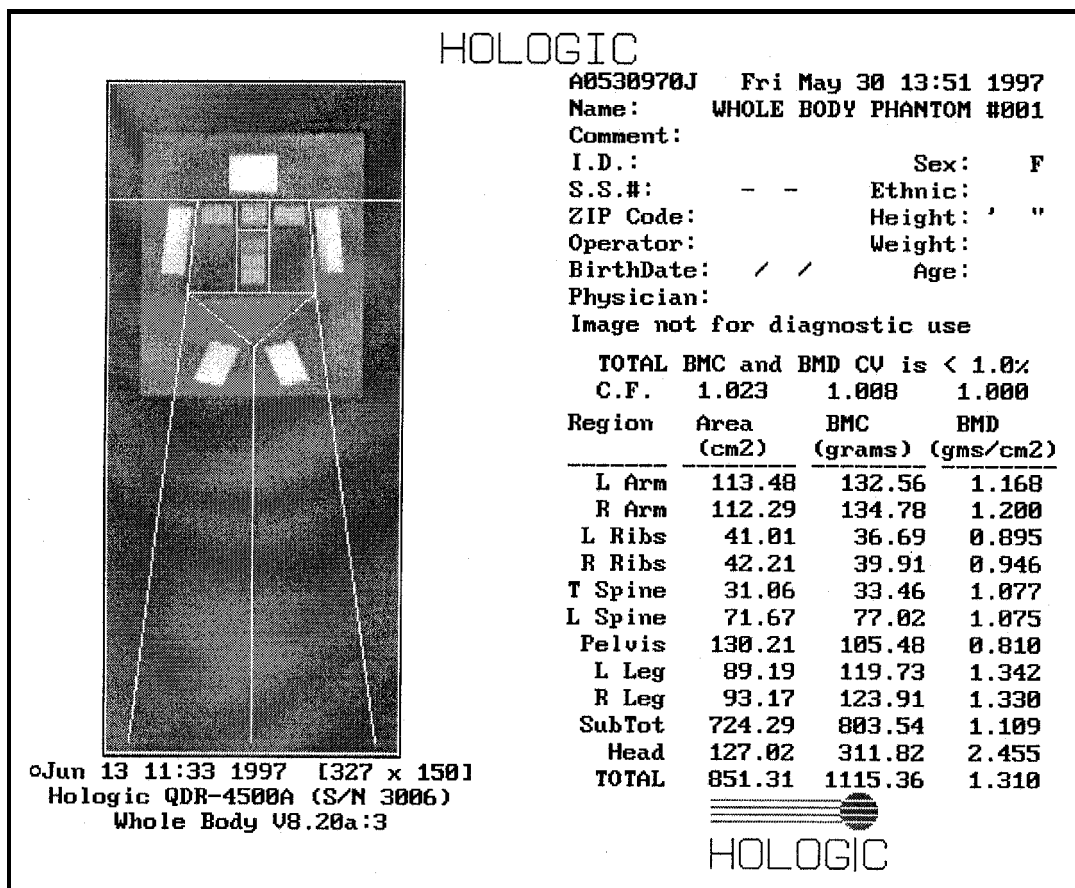 HOLOGIC
A0530970J Fri May 30 13:51 1997
Name: WHOLE BODY PHANTOM #001
Comment:
I.D.: Sex: F
S.S.#: - - Ethnic:
ZIP Code: Height: ' "
Operator: Weight:
BirthDate: / / Age:
Physician:
Image not for diagnostic use
TOTAL BMC and BMD CV is < 1.0%
C.F. 1.023 1.008 1.000
Region Area BMC BMD
(cm2) (grams) (gms/cm2)
L Arm 113.48 132.56 1.168
R Arm 112.29 134.78 1.200
L Ribs 41.01 36.69 0.895
R Ribs 42.21 39.91 0.946
T Spine 31.06 33.46 1.077
L Spine 71.67 77.02 1.075
Pelvis 130.21 105.48 0.810
L Leg 89.19 119.73 1.342
R Leg 93.17 123.91 1.330
SubTot 724.29 803.54 1.109
Head 127.02 311.82 2.455
TOTAL 851.31 1115.36 1.310
Jun 13 11:33 1997 [327 x 150]
Hologic QDR-4500A (S/N 3006)
Whole Body V8.20a:3
HOLOGIC